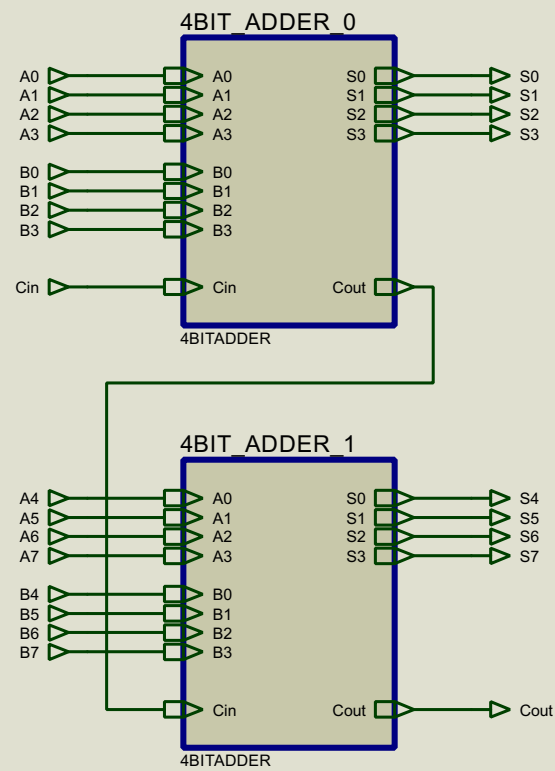 4BIT_ADDER_0
A0 A0 S0 S0
A1 A1 S1 S1
A2 A2 S2 S2
A3 A3 S3 S3
B0 B0
B1 B1
B2 B2
B3 B3
Cin Cin Cout
4BITADDER
4BIT_ADDER_1
A4 A0 S0 S4
A5 A1 S1 S5
A6 A2 S2 S6
A7 A3 S3 S7
B4 B0
B5 B1
B6 B2
B7 B3
Cin Cout Cout
4BITADDER